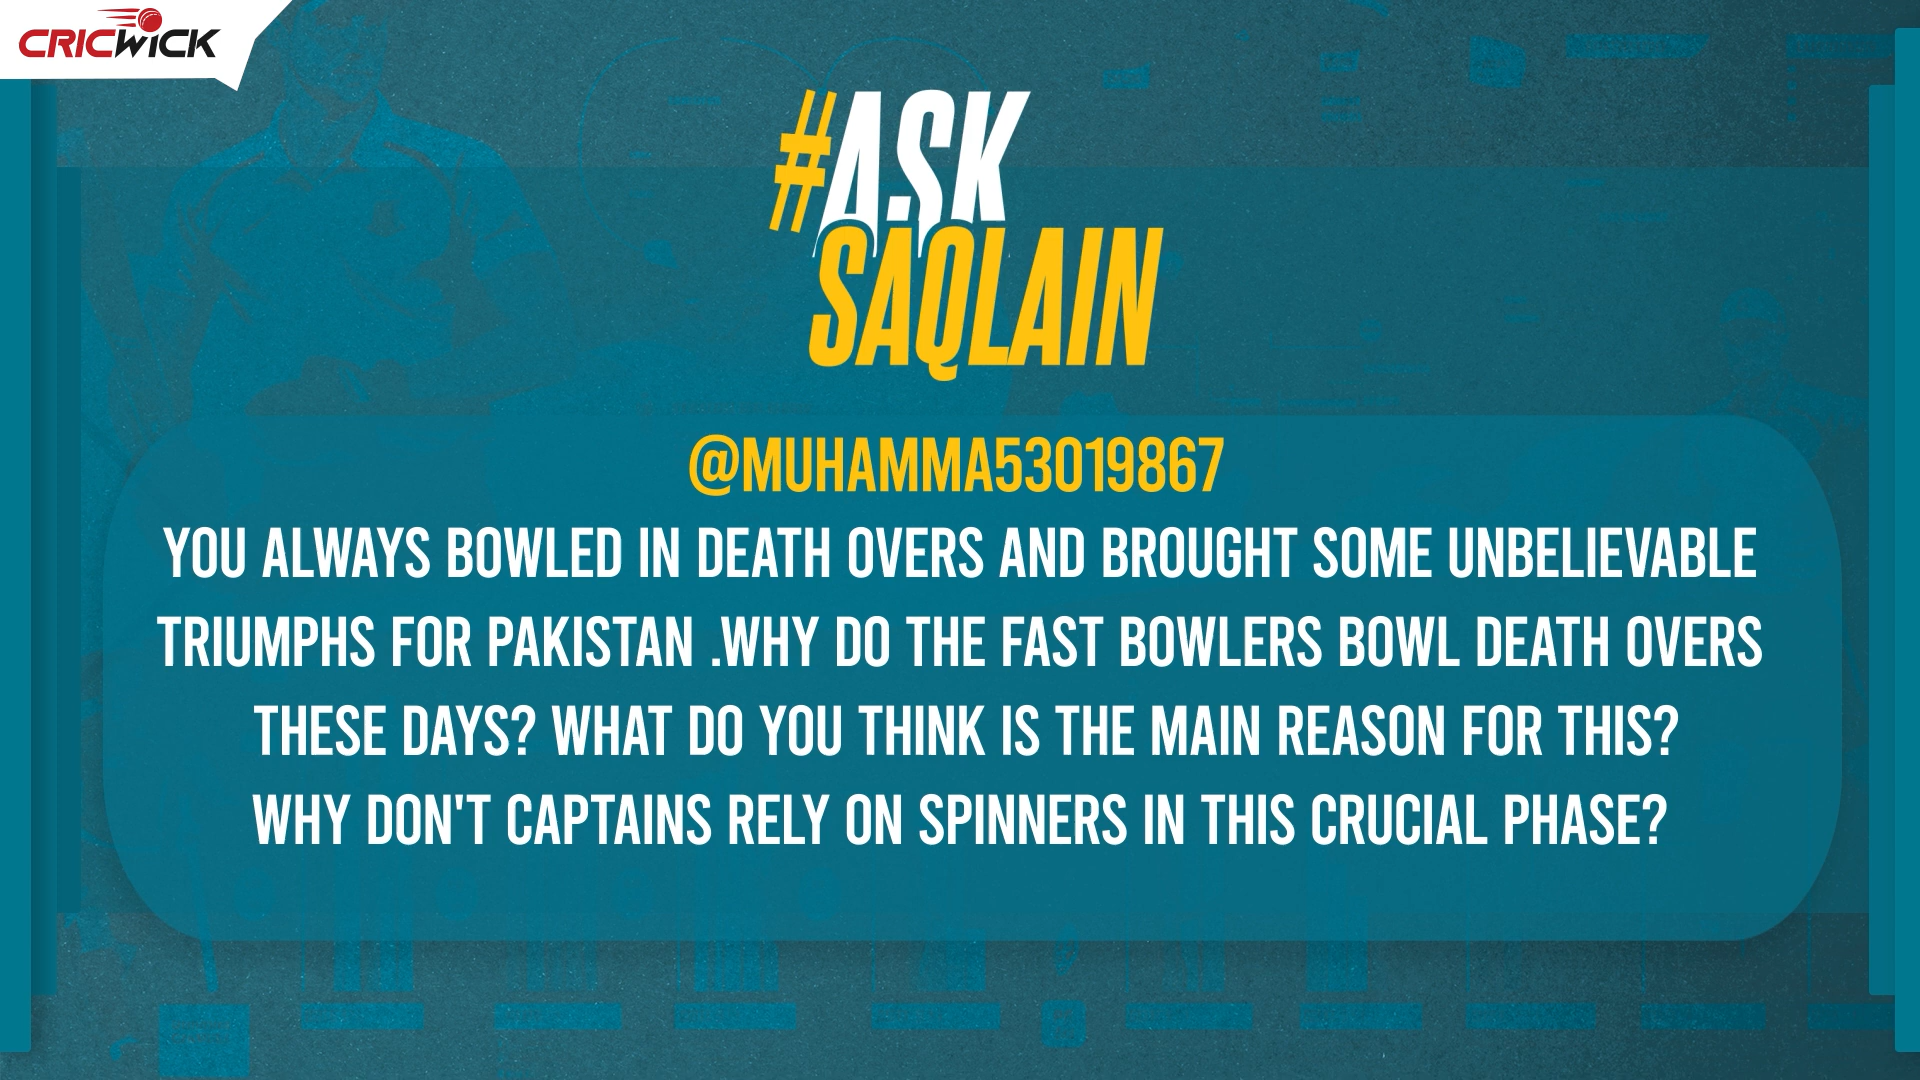 CRICWICK
#ASK
SAQLAIN
@MUHAMMA53019867
YOU ALWAYS BOWLED IN DEATH OVERS AND BROUGHT SOME UNBELIEVABLE
TRIUMPHS FOR PAKISTAN .WHY DO THE FAST BOWLERS BOWL DEATH OVERS
THESE DAYS? WHAT DO YOU THINK IS THE MAIN REASON FOR THIS?
WHY DON'T CAPTAINS RELY ON SPINNERS IN THIS CRUCIAL PHASE?